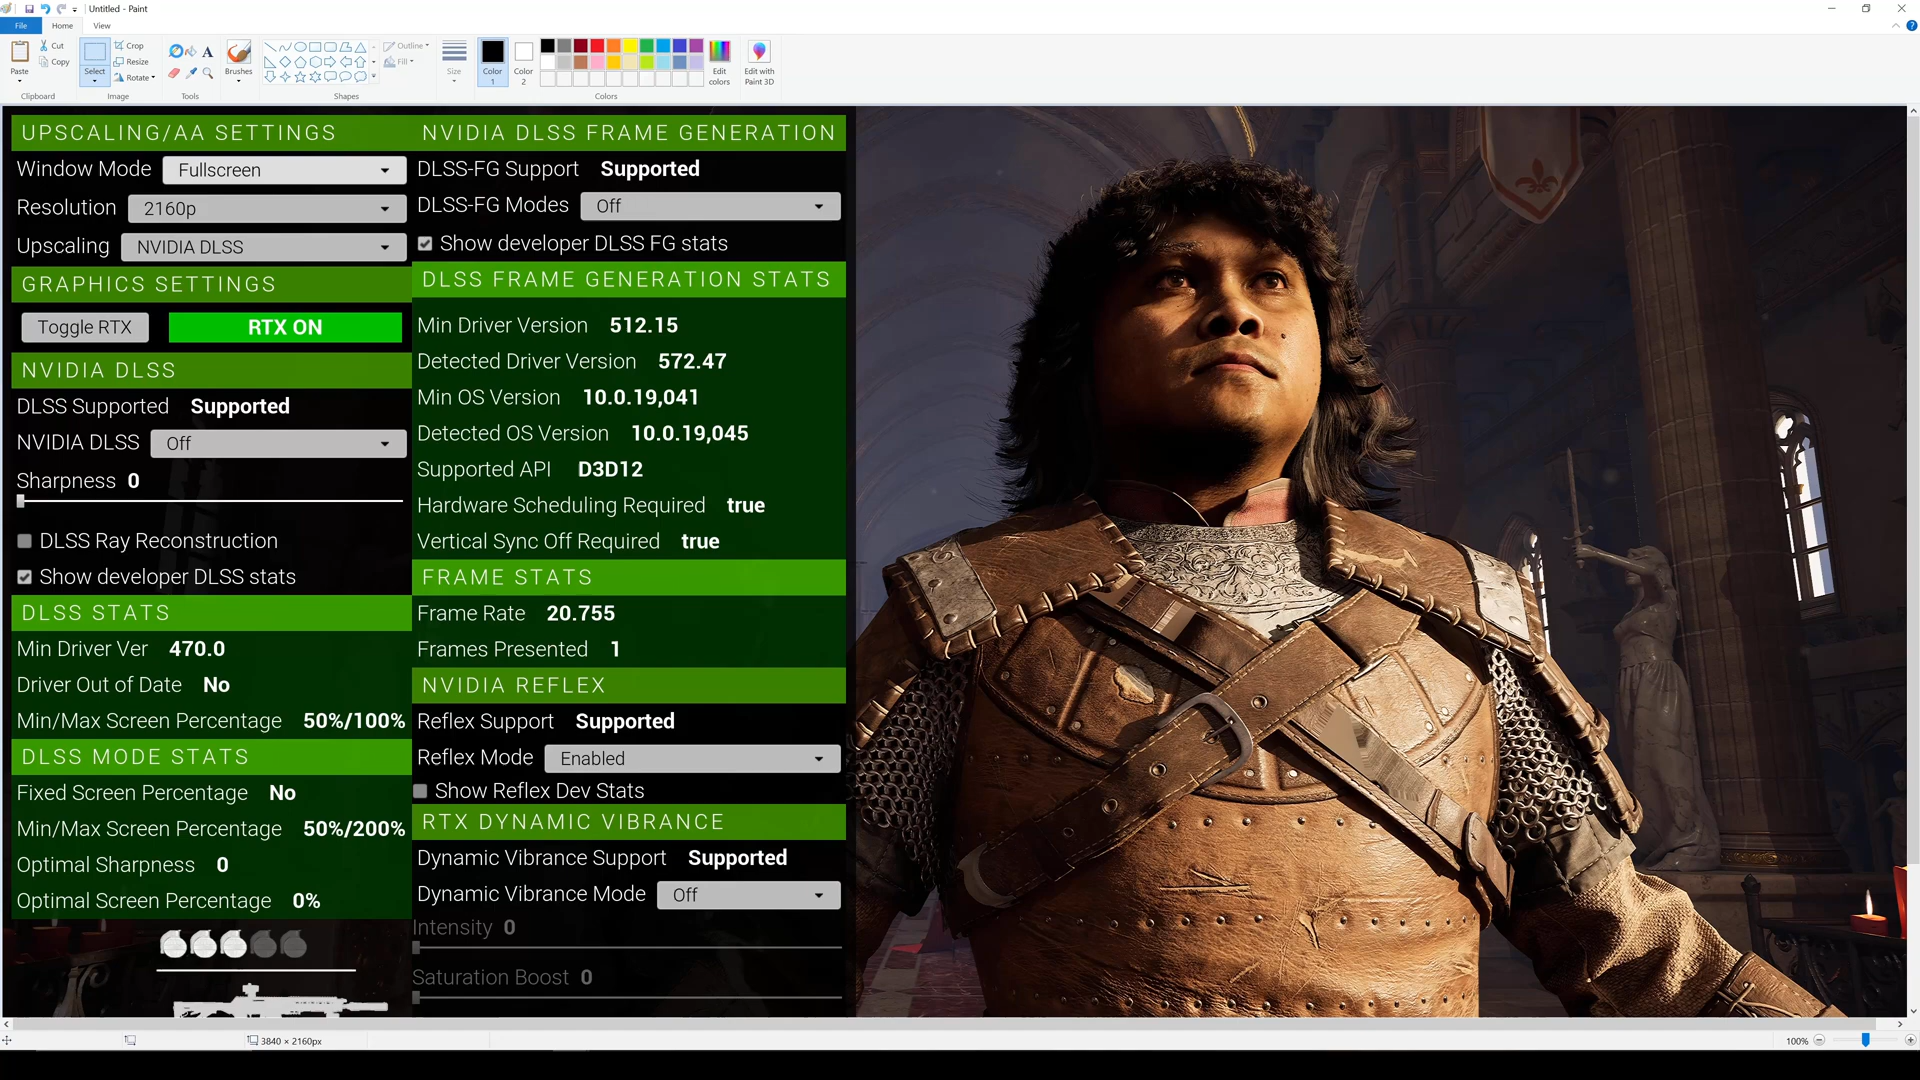 Untitled - Paint
File
Home
View
Paste
Cut
Copy
Clipboard
Select
Crop
Resize
Rotate
Image
A
Tools
Brushes
Outline
Fill
Shapes
Size
Color 1
Color 2
Edit colors
Edit with Paint 3D
Colors
UPSCALING/AA SETTINGS
Window Mode Fullscreen
Resolution 2160p
Upscaling NVIDIA DLSS
GRAPHICS SETTINGS
Toggle RTX RTX ON
NVIDIA DLSS
DLSS Supported Supported
NVIDIA DLSS Off
Sharpness 0
DLSS Ray Reconstruction
Show developer DLSS stats
DLSS STATS
Min Driver Ver 470.0
Driver Out of Date No
Min/Max Screen Percentage 50%/100%
DLSS MODE STATS
Fixed Screen Percentage No
Min/Max Screen Percentage 50%/200%
Optimal Sharpness 0
Optimal Screen Percentage 0%
NVIDIA DLSS FRAME GENERATION
DLSS-FG Support Supported
DLSS-FG Modes Off
Show developer DLSS FG stats
DLSS FRAME GENERATION STATS
Min Driver Version 512.15
Detected Driver Version 572.47
Min OS Version 10.0.19,041
Detected OS Version 10.0.19,045
Supported API D3D12
Hardware Scheduling Required true
Vertical Sync Off Required true
FRAME STATS
Frame Rate 20.755
Frames Presented 1
NVIDIA REFLEX
Reflex Support Supported
Reflex Mode Enabled
Show Reflex Dev Stats
RTX DYNAMIC VIBRANCE
Dynamic Vibrance Support Supported
Dynamic Vibrance Mode Off
Intensity 0
Saturation Boost 0
3840 × 2160px
100%